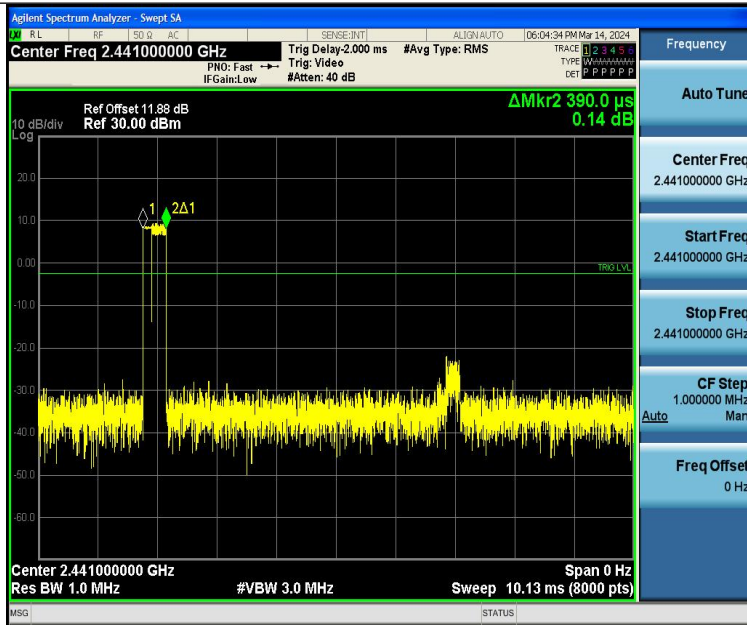 Agilent Spectrum Analyzer - Swept SA
LXI RL RF 50 Ω AC SENSE:INT ALIGN AUTO 06:04:34 PM Mar 14, 2024
Center Freq 2.441000000 GHz
PNO: Fast
IFGain:Low
Trig Delay-2.000 ms
Trig: Video
#Atten: 40 dB
#Avg Type: RMS
TRACE 1 2 3 4 5 6
TYPE
DET P P P P P P
Frequency
Auto Tune
Center Freq
2.441000000 GHz
Start Freq
2.441000000 GHz
Stop Freq
2.441000000 GHz
CF Step
1.000000 MHz
Auto Man
Freq Offset
0 Hz
Ref Offset 11.88 dB
10 dB/div Ref 30.00 dBm
Log
ΔMkr2 390.0 µs
0.14 dB
20.0
10.0
0.00
-10.0
-20.0
-30.0
-40.0
-50.0
-60.0
1 2Δ1
TRIG LVL
Center 2.441000000 GHz Span 0 Hz
Res BW 1.0 MHz #VBW 3.0 MHz Sweep 10.13 ms (8000 pts)
MSG STATUS